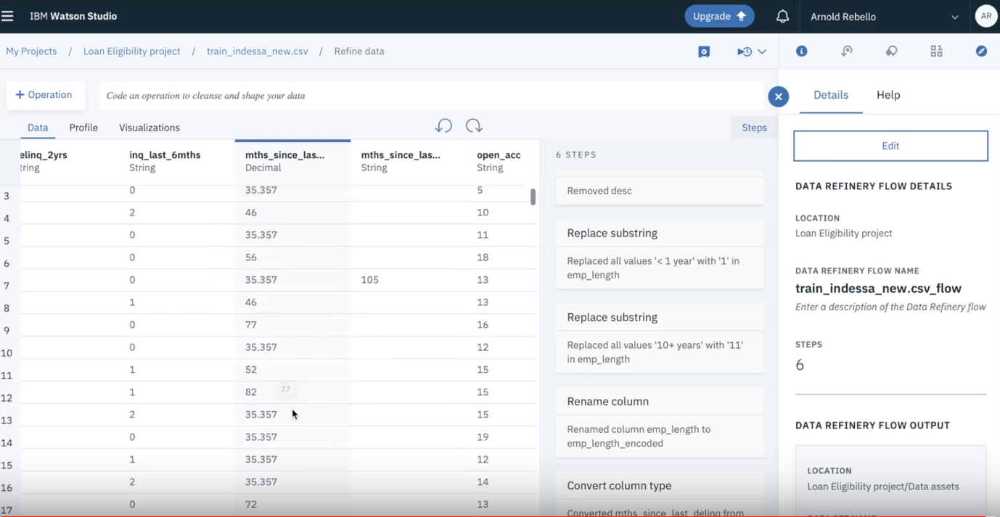 IBM Watson Studio
Upgrade
Arnold Rebello
AR
My Projects / Loan Eligibility project / train_indessa_new.csv / Refine data
+ Operation
Code an operation to cleanse and shape your data
Details
Help
Data
Profile
Visualizations
Steps
elinq_2yrs inq_last_6mths mths_since_las... mths_since_las... open_acc
tring String Decimal String String
3 0 35.357 5
4 2 46 10
5 0 35.357 11
6 0 56 18
7 0 35.357 105 13
8 1 46 13
9 0 77 16
10 0 35.357 12
11 1 52 15
12 1 82 77 15
13 2 35.357 15
14 0 35.357 19
15 1 35.357 12
16 2 35.357 14
17 0 72 13
6 STEPS
Removed desc
Replace substring
Replaced all values '< 1 year' with '1' in
emp_length
Replace substring
Replaced all values '10+ years' with '11'
in emp_length
Rename column
Renamed column emp_length to
emp_length_encoded
Convert column type
Converted mths_since_last_delinq from
Edit
DATA REFINERY FLOW DETAILS
LOCATION
Loan Eligibility project
DATA REFINERY FLOW NAME
train_indessa_new.csv_flow
Enter a description of the Data Refinery flow
STEPS
6
DATA REFINERY FLOW OUTPUT
LOCATION
Loan Eligibility project/Data assets